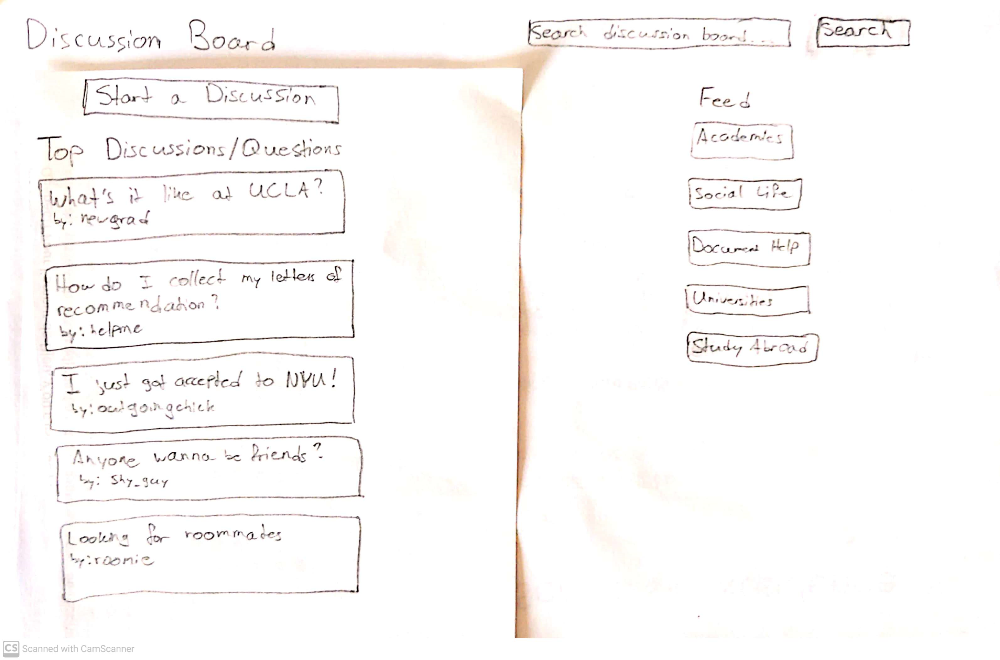 Discussion Board
Search discussion board...
Search
Start a Discussion
Top Discussions/Questions
What's it like at UCLA?
by: newgrad
How do I collect my letters of
recommendation?
by: helpme
I just got accepted to NYU!
by: outgoingchick
Anyone wanna be friends?
by: shy_guy
Looking for roommates
by: roomie
Feed
Academics
Social Life
Document Help
Universities
Study Abroad
CS Scanned with CamScanner